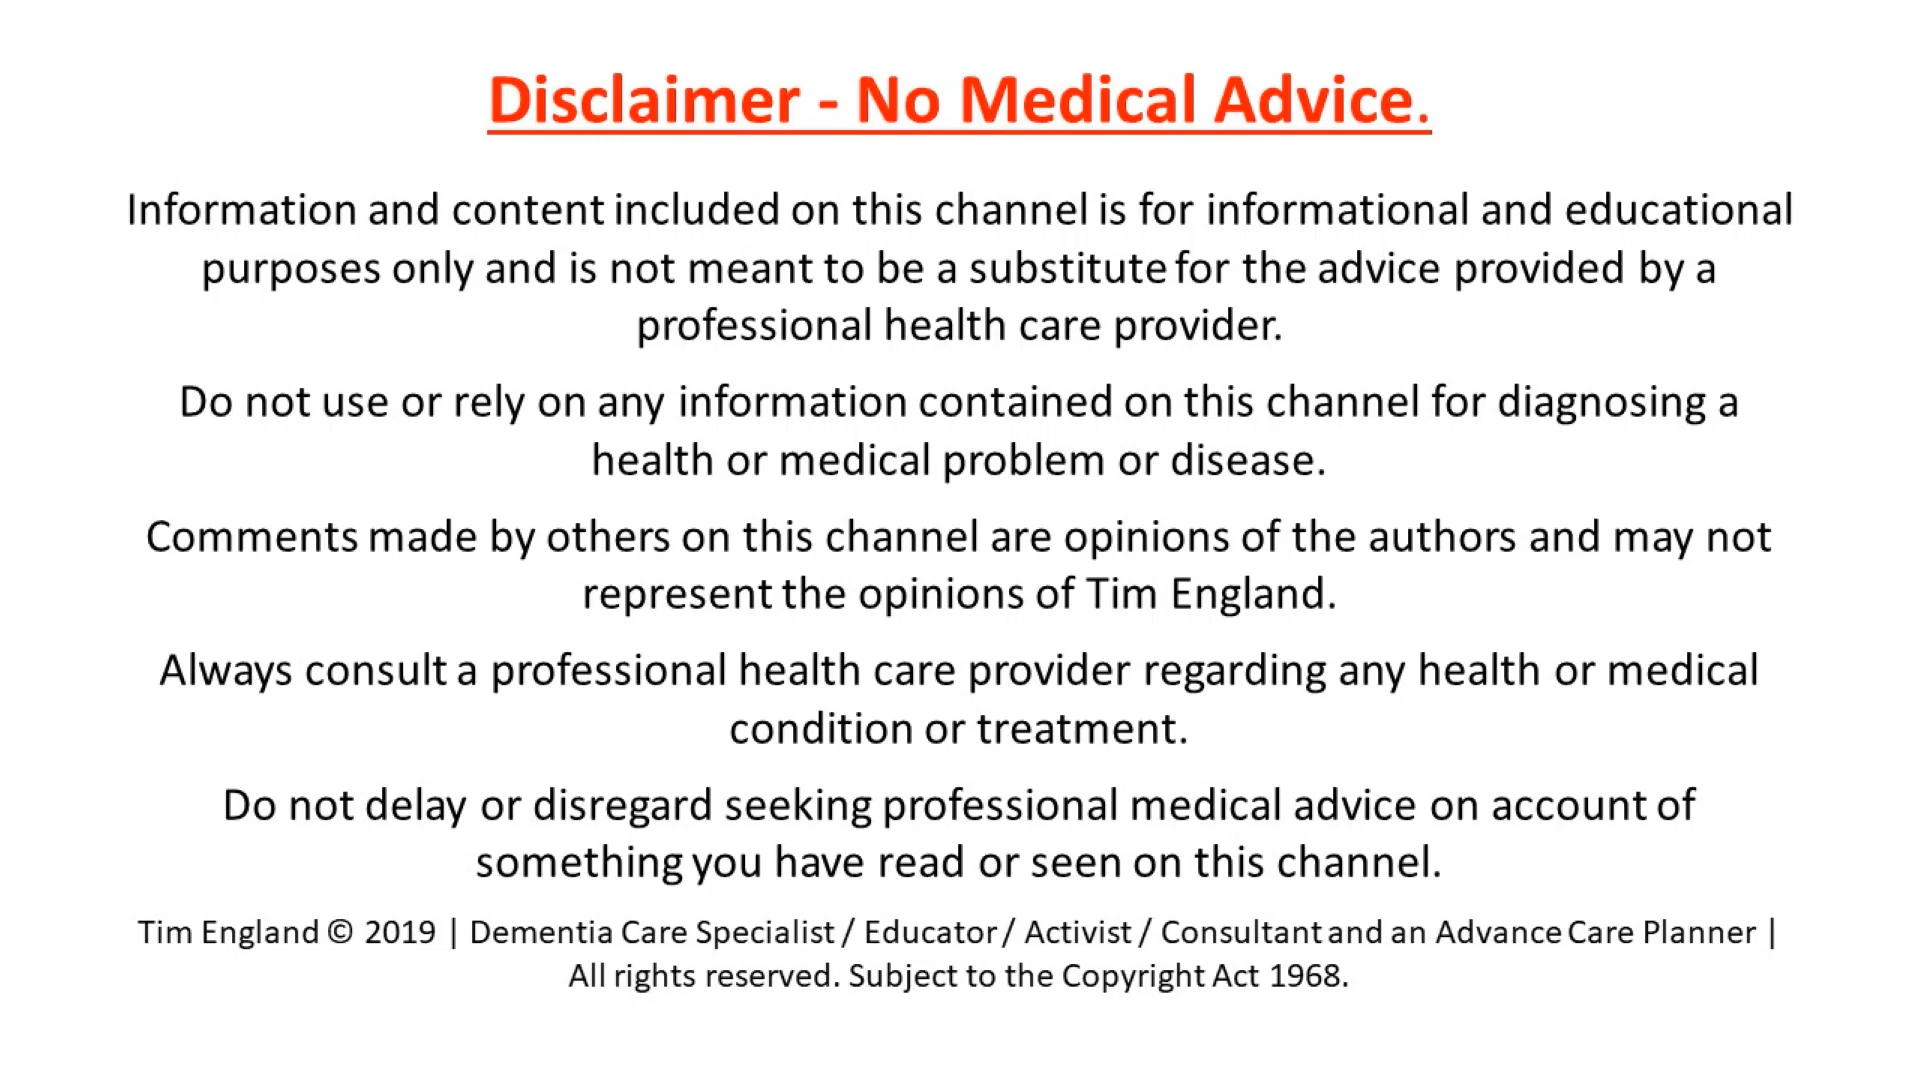 Disclaimer - No Medical Advice.
Information and content included on this channel is for informational and educational
purposes only and is not meant to be a substitute for the advice provided by a
professional health care provider.
Do not use or rely on any information contained on this channel for diagnosing a
health or medical problem or disease.
Comments made by others on this channel are opinions of the authors and may not
represent the opinions of Tim England.
Always consult a professional health care provider regarding any health or medical
condition or treatment.
Do not delay or disregard seeking professional medical advice on account of
something you have read or seen on this channel.
Tim England © 2019 | Dementia Care Specialist / Educator / Activist / Consultant and an Advance Care Planner |
All rights reserved. Subject to the Copyright Act 1968.